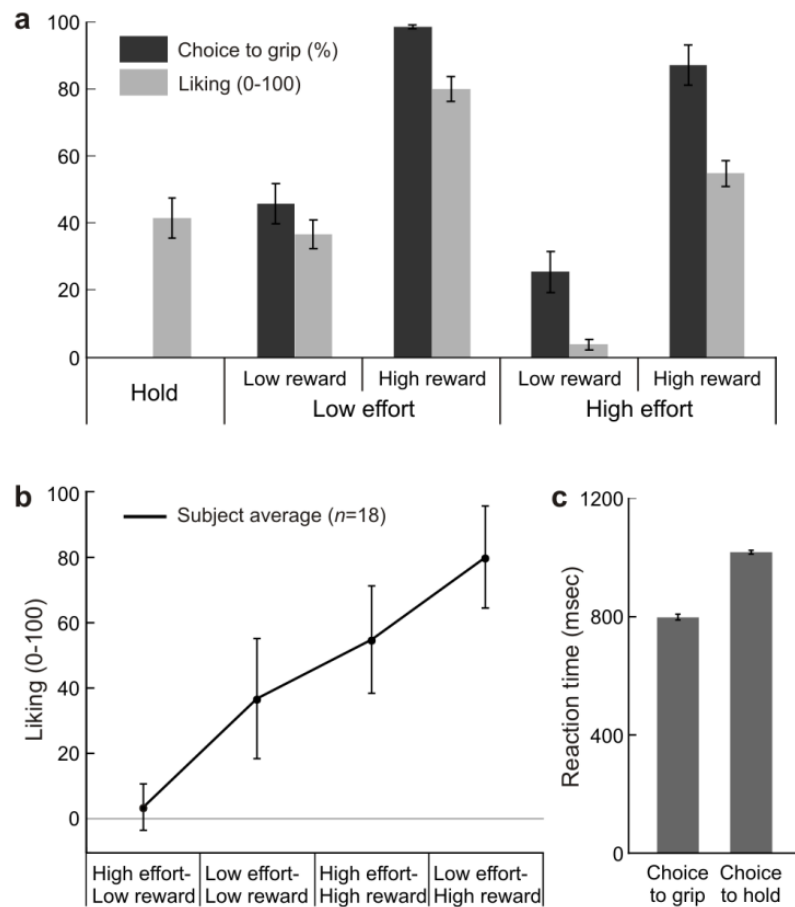 a
100
80
60
40
20
0
Choice to grip (%)
Liking (0-100)
Hold
Low reward
High reward
Low reward
High reward
Low effort
High effort
b
Liking (0-100)
100
80
60
40
20
0
Subject average (n=18)
High effort-
Low reward
Low effort-
Low reward
High effort-
High reward
Low effort-
High reward
c
Reaction time (msec)
1200
800
400
0
Choice
to grip
Choice
to hold